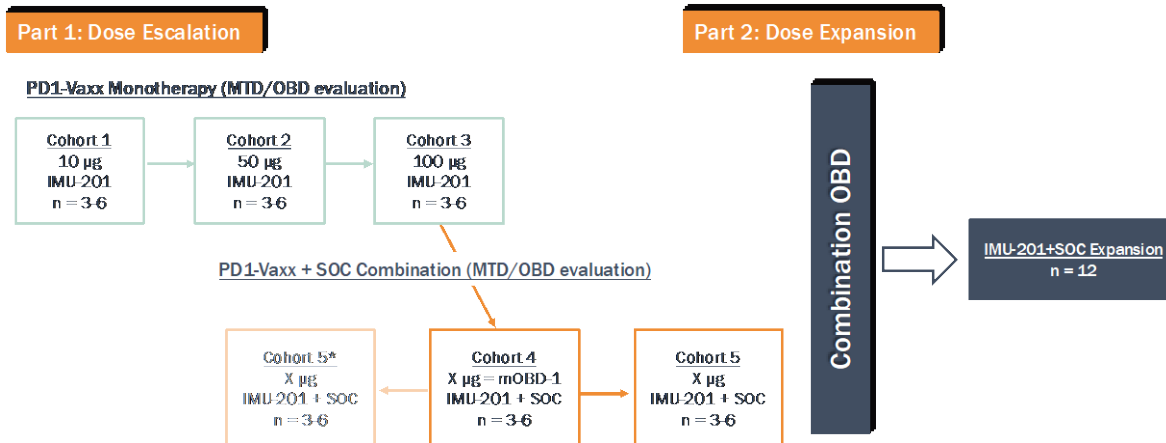 Part 1: Dose Escalation
Part 2: Dose Expansion
PD1-Vaxx Monotherapy (MTD/OBD evaluation)
Cohort 1
10 µg
IMU-201
n = 3-6
Cohort 2
50 µg
IMU-201
n = 3-6
Cohort 3
100 µg
IMU-201
n = 3-6
PD1-Vaxx + SOC Combination (MTD/OBD evaluation)
Cohort 5*
X µg
IMU-201 + SOC
n = 3-6
Cohort 4
X µg = mOBD-1
IMU-201 + SOC
n = 3-6
Cohort 5
X µg
IMU-201 + SOC
n = 3-6
Combination OBD
IMU-201+SOC Expansion
n = 12